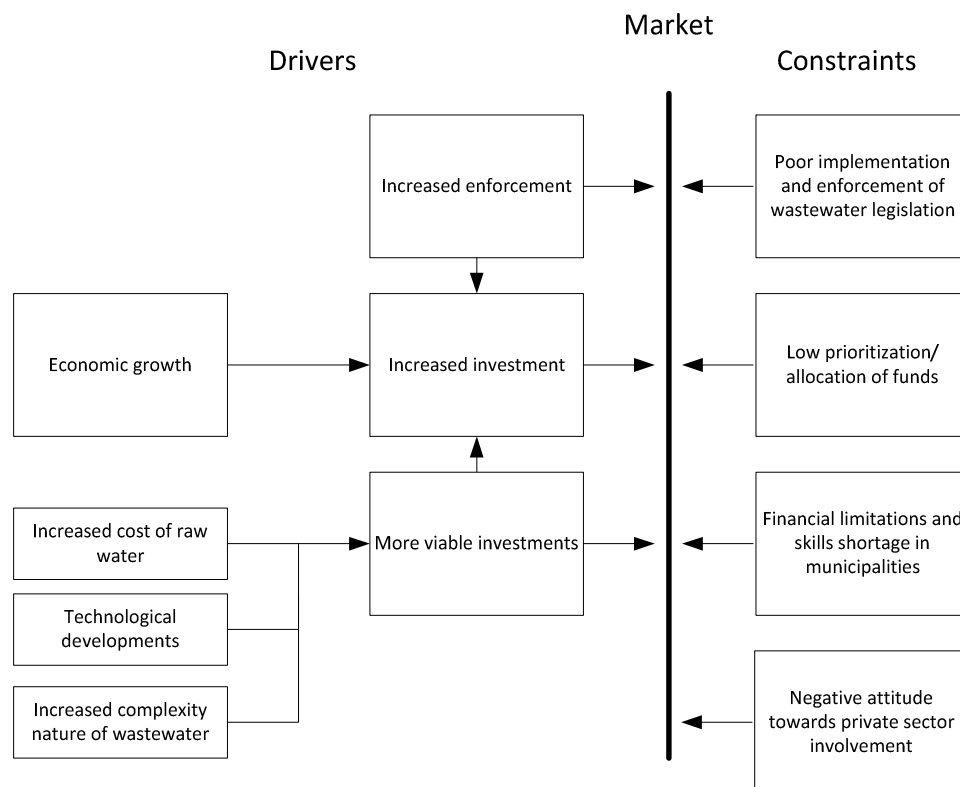 Market
Drivers
Constraints
Increased enforcement
Poor implementation
and enforcement of
wastewater legislation
Economic growth
Increased investment
Low prioritization/
allocation of funds
Increased cost of raw
water
Technological
developments
Increased complexity
nature of wastewater
More viable investments
Financial limitations and
skills shortage in
municipalities
Negative attitude
towards private sector
involvement